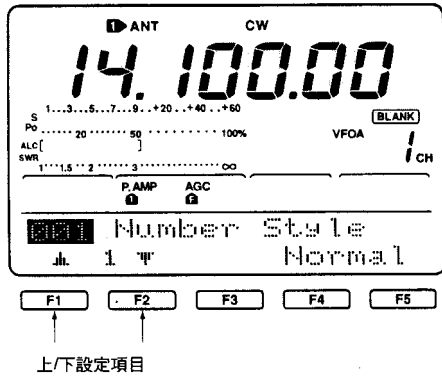 1 ANT CW
14.100.00
S 1...3...5...7...9...+20...+40...+60
Po ...... 20 ...... 50 ............ 100%
BLANK
VFOA
1 CH
ALC [ ]
SWR 1 1.5 2 3 ∞
P.AMP AGC
1 F
001 Number Style
1 Normal
F1 F2 F3 F4 F5
上/下設定項目